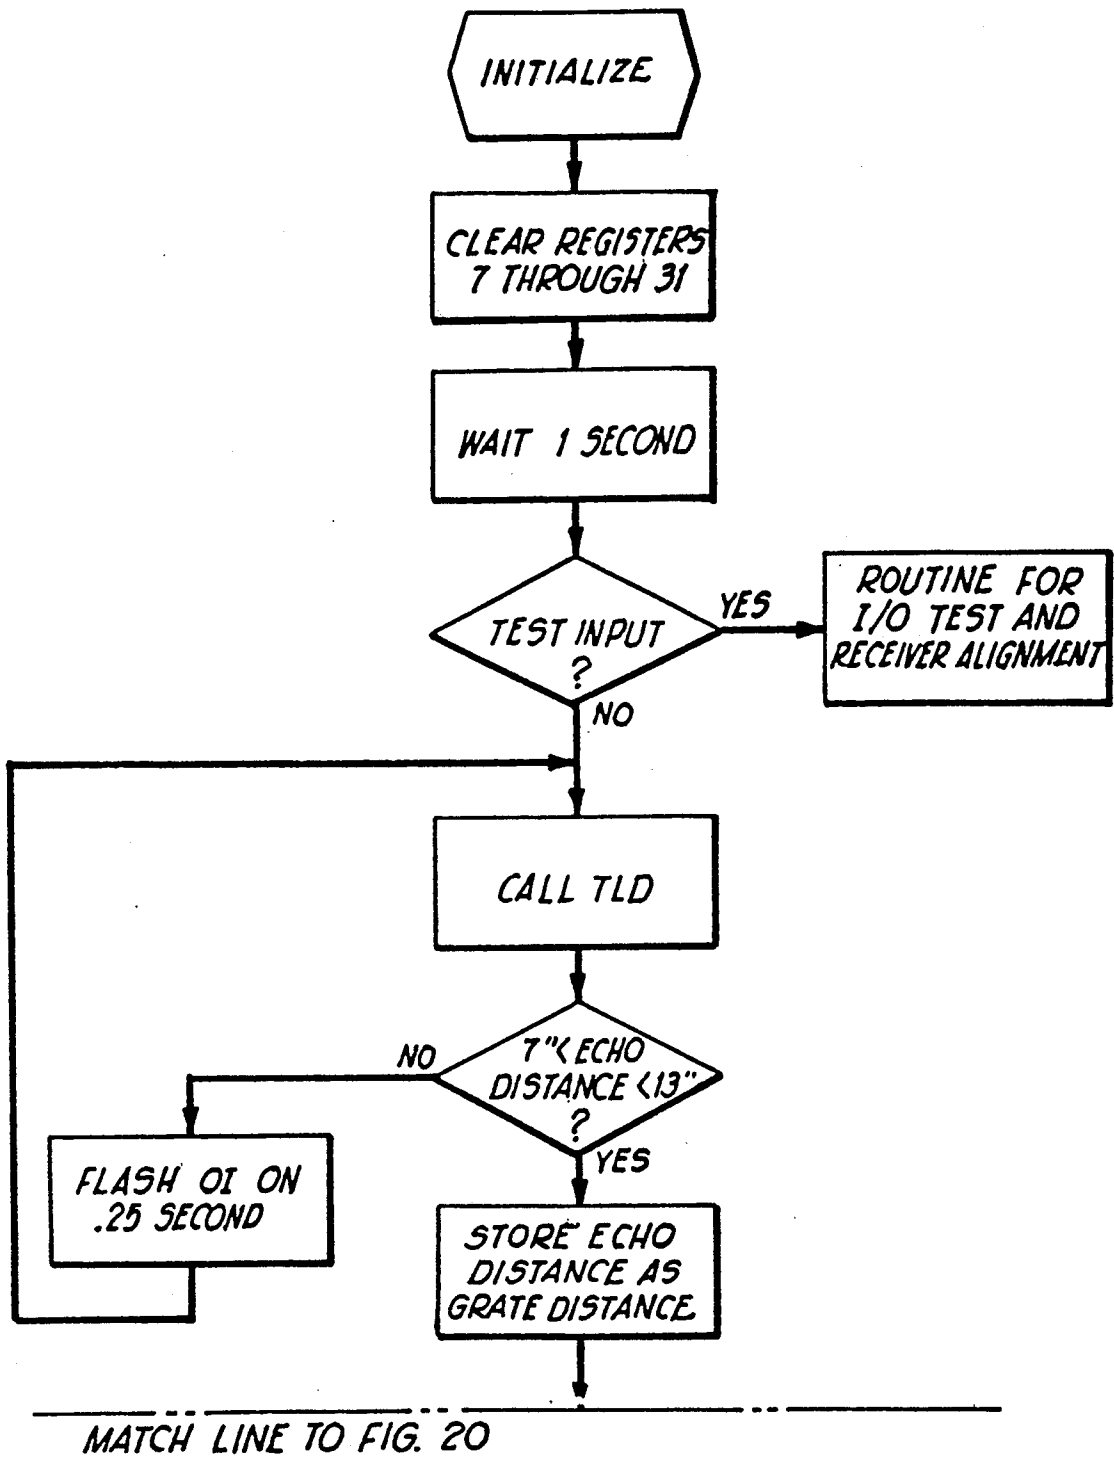 INITIALIZE
CLEAR REGISTERS
7 THROUGH 31
WAIT 1 SECOND
TEST INPUT
?
YES
ROUTINE FOR
I/O TEST AND
RECEIVER ALIGNMENT
NO
CALL TLD
7"< ECHO
DISTANCE <13"
?
NO
YES
FLASH OI ON
.25 SECOND
STORE ECHO
DISTANCE AS
GRATE DISTANCE
MATCH LINE TO FIG. 20